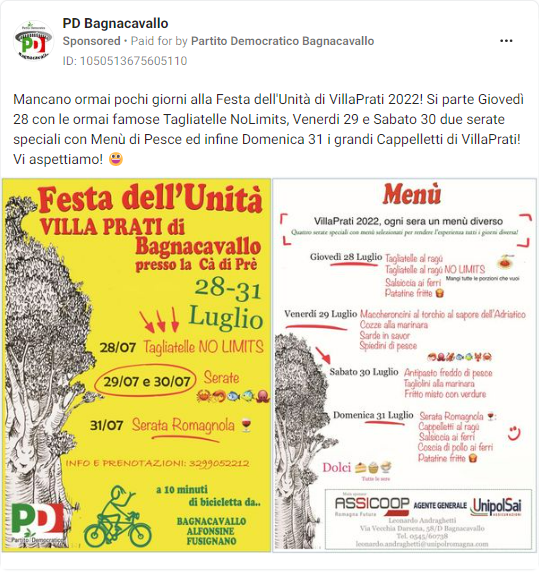 PD Bagnacavallo
Sponsored • Paid for by Partito Democratico Bagnacavallo
ID: 1050513675605110
Mancano ormai pochi giorni alla Festa dell'Unità di VillaPrati 2022! Si parte Giovedì
28 con le ormai famose Tagliatelle NoLimits, Venerdi 29 e Sabato 30 due serate
speciali con Menù di Pesce ed infine Domenica 31 i grandi Cappelletti di VillaPrati!
Vi aspettiamo! 😃
Festa dell'Unità
VILLA PRATI di
Bagnacavallo
presso la Cà di Prè
28-31
Luglio
28/07 Tagliatelle NO LIMITS
29/07 e 30/07 Serate
31/07 Serata Romagnola
INFO E PRENOTAZIONI: 3299052212
a 10 minuti
di bicicletta da..
BAGNACAVALLO
ALFONSINE
FUSIGNANO
PD
Partito Democratico
Menù
VillaPrati 2022, ogni sera un menù diverso
Quattro serate speciali con menù selezionati per rendere l'esperienza tutti i giorni diversa!
Giovedì 28 Luglio Tagliatelle al ragù
Tagliatelle al ragù NO LIMITS
Mangi tutte le porzioni che vuoi
Salsiccia ai ferri
Patatine fritte
Venerdì 29 Luglio Maccheroncini al torchio al sapore dell'Adriatico
Cozze alla marinara
Sarde in savor
Spiedini di pesce
Sabato 30 Luglio Antipasto freddo di pesce
Tagliolini alla marinara
Fritto misto con verdure
Domenica 31 Luglio Serata Romagnola
Cappelletti al ragù
Salsiccia ai ferri
Coscia di pollo ai ferri
Patatine fritte
Dolci
Tutte le sere
ASSICOOP
Romagna Futura
AGENTE GENERALE
UnipolSai
ASSICURAZIONI
Leonardo Andraghetti
Via Vecchia Darsena, 58/D Bagnacavallo
Tel. 0545/60738
leonardo.andraghetti@unipolromagna.com